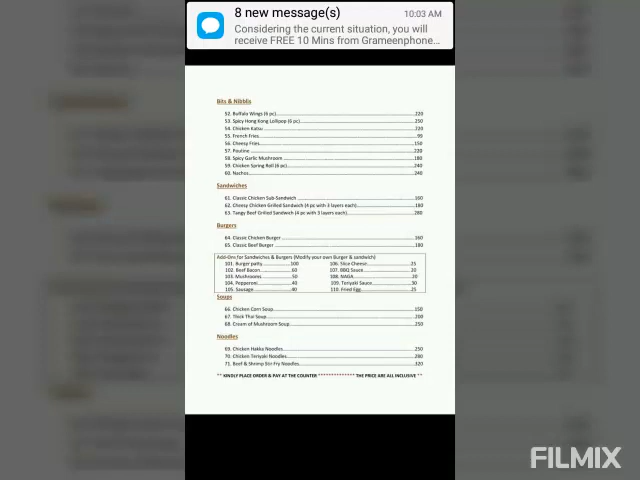 8 new message(s)
10:03 AM
Considering the current situation, you will
receive FREE 10 Mins from Grameenphone...
Bits & Nibblis
52. Buffalo Wings (6 pc)....220
53. Spicy Hong Kong Lollipop (6 pc)....250
54. Chicken Katsu....220
55. French Fries....99
56. Cheesy Fries....150
57. Poutine....220
58. Spicy Garlic Mushroom....180
59. Chicken Spring Roll (6 pc)....240
60. Nachos....240
Sandwiches
61. Classic Chicken Sub-Sandwich....160
62. Cheesy Chicken Grilled Sandwich (4 pc with 3 layers each)....180
63. Tangy Beef Grilled Sandwich (4 pc with 3 layers each)....280
Burgers
64. Classic Chicken Burger....160
65. Classic Beef Burger....180
Add-Ons for Sandwiches & Burgers (Modify your own Burger & sandwich)
101. Burger patty....100 106. Slice Cheese....25
102. Beef Bacon....60 107. BBQ Sauce....20
103. Mushrooms....50 108. NAGA....20
104. Pepperoni....40 109. Teriyaki Sauce....30
105. Sausage....40 110. Fried Egg....25
Soups
66. Chicken Corn Soup....150
67. Thick Thai Soup....200
68. Cream of Mushroom Soup....250
Noodles
69. Chicken Hakka Noodles....250
70. Chicken Teriyaki Noodles....280
71. Beef & Shrimp Stir Fry Noodles....320
** KINDLY PLACE ORDER & PAY AT THE COUNTER ************** THE PRICE ARE ALL INCLUSIVE **
FILMIX